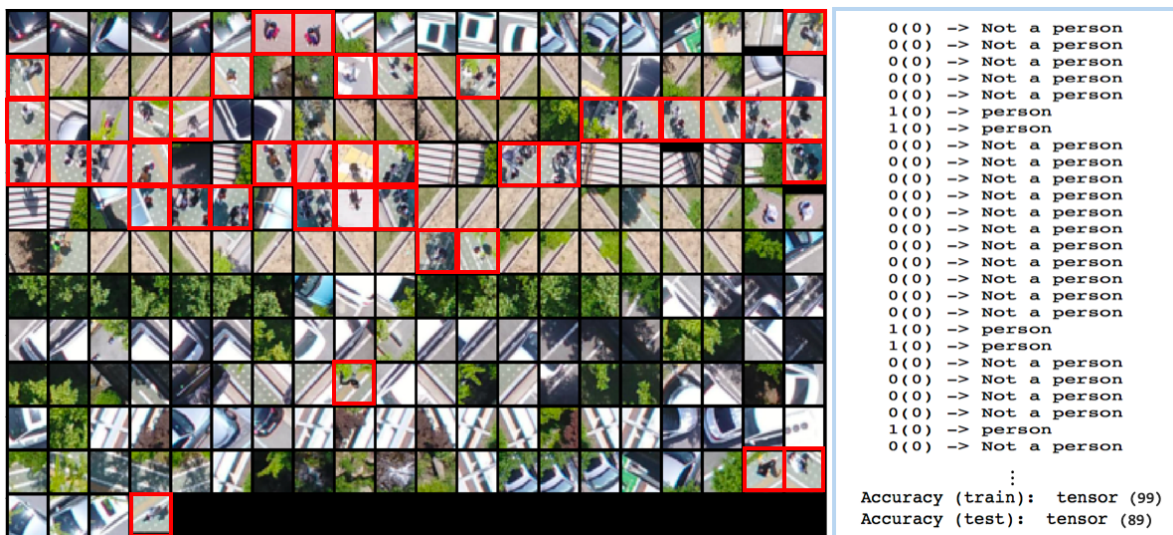 0(0) -> Not a person
0(0) -> Not a person
0(0) -> Not a person
0(0) -> Not a person
0(0) -> Not a person
1(0) -> person
1(0) -> person
0(0) -> Not a person
0(0) -> Not a person
0(0) -> Not a person
0(0) -> Not a person
0(0) -> Not a person
0(0) -> Not a person
0(0) -> Not a person
0(0) -> Not a person
0(0) -> Not a person
0(0) -> Not a person
0(0) -> Not a person
1(0) -> person
1(0) -> person
0(0) -> Not a person
0(0) -> Not a person
0(0) -> Not a person
0(0) -> Not a person
1(0) -> person
0(0) -> Not a person
⋮
Accuracy (train): tensor (99)
Accuracy (test): tensor (89)